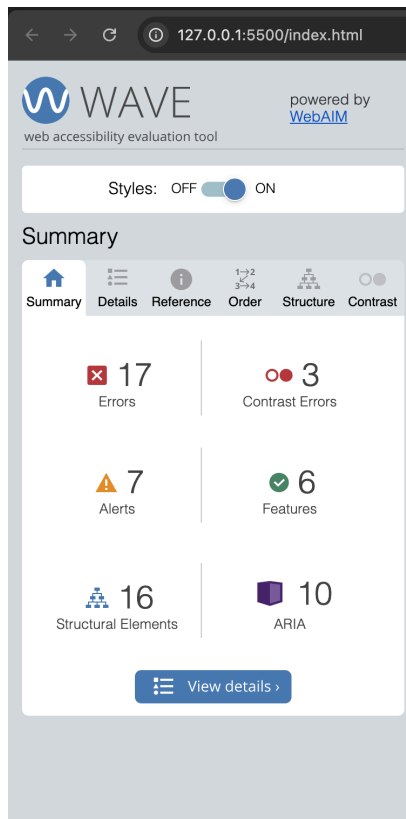 127.0.0.1:5500/index.html
WAVE
web accessibility evaluation tool
powered by
WebAIM
Styles: OFF ON
Summary
Summary Details Reference Order Structure Contrast
1→2
3→4
17
Errors
3
Contrast Errors
7
Alerts
6
Features
16
Structural Elements
10
ARIA
View details ›